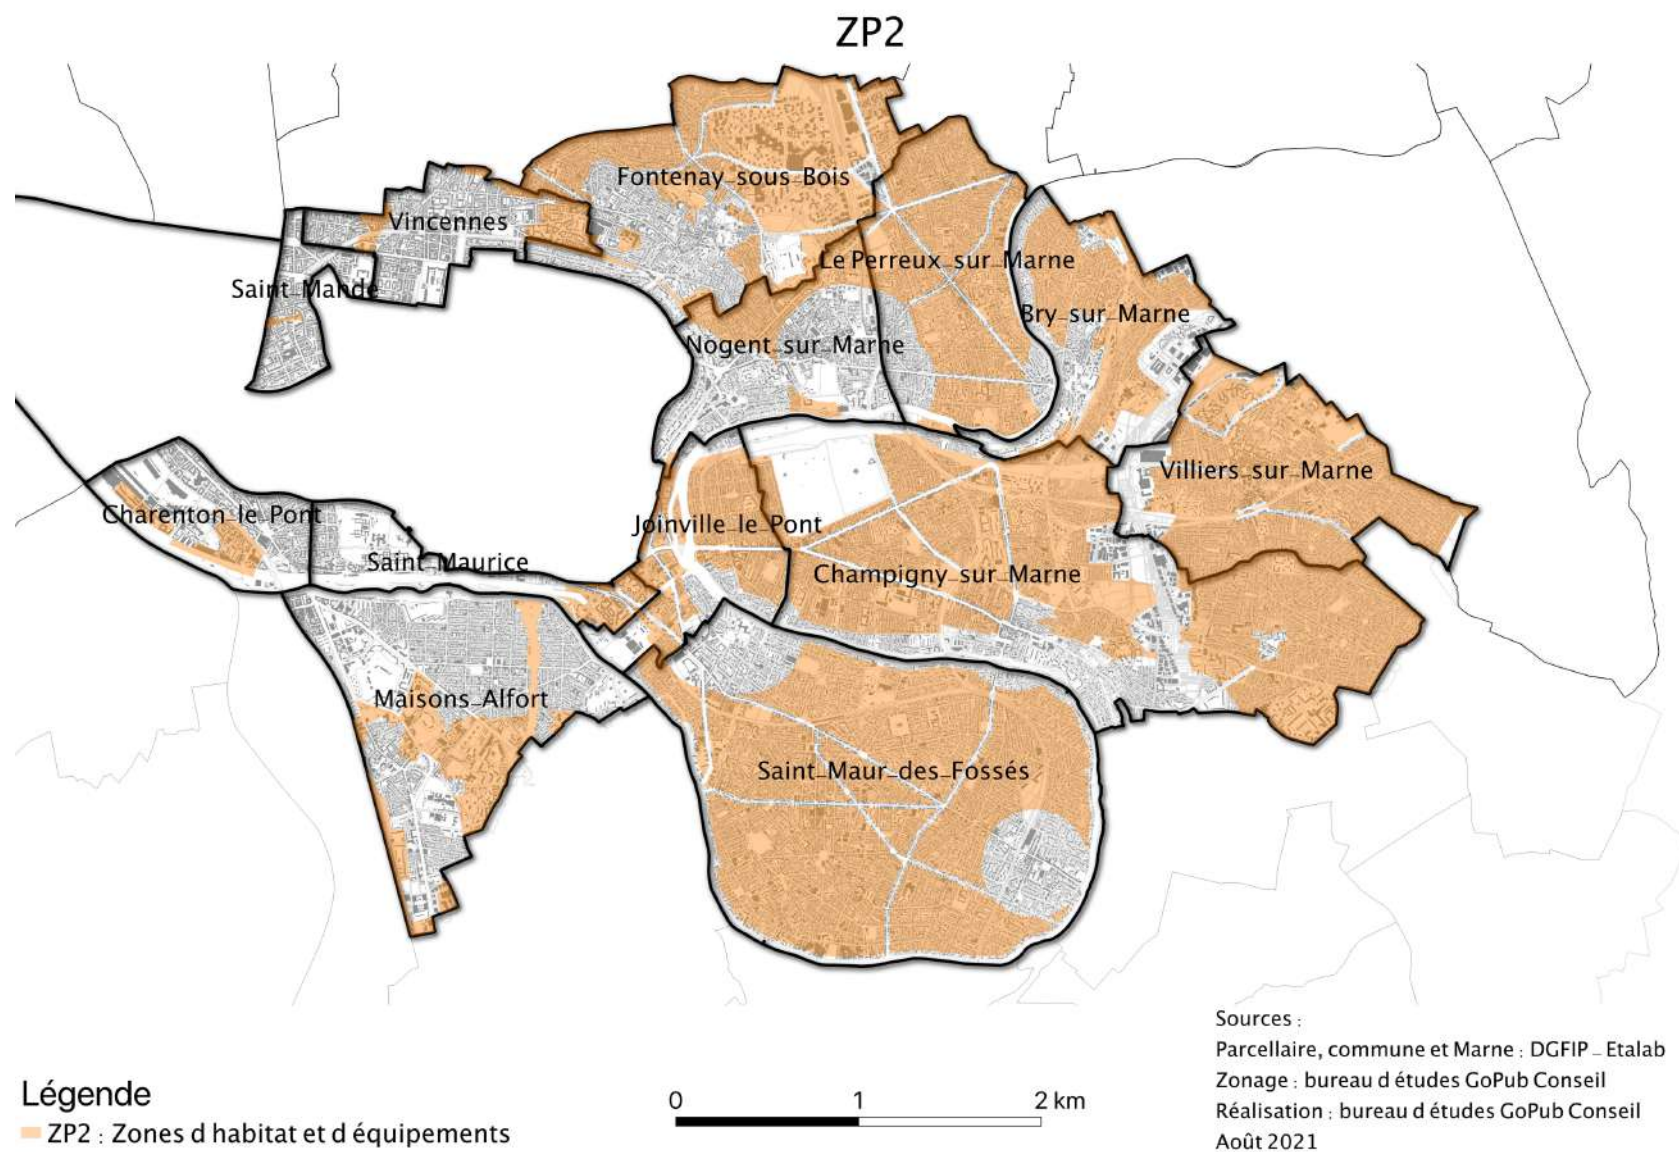 ZP2
Fontenay_sous_Bois
Vincennes
Le Perreux_sur_Marne
Saint_Mandé
Bry_sur_Marne
Nogent_sur_Marne
Villiers_sur_Marne
Charenton_le_Pont
Joinville_le_Pont
Saint_Maurice
Champigny_sur_Marne
Maisons_Alfort
Saint_Maur_des_Fossés
Sources :
Parcellaire, commune et Marne : DGFIP _ Etalab
Zonage : bureau d études GoPub Conseil
Réalisation : bureau d études GoPub Conseil
Août 2021
Légende
ZP2 : Zones d habitat et d équipements
0 1 2 km